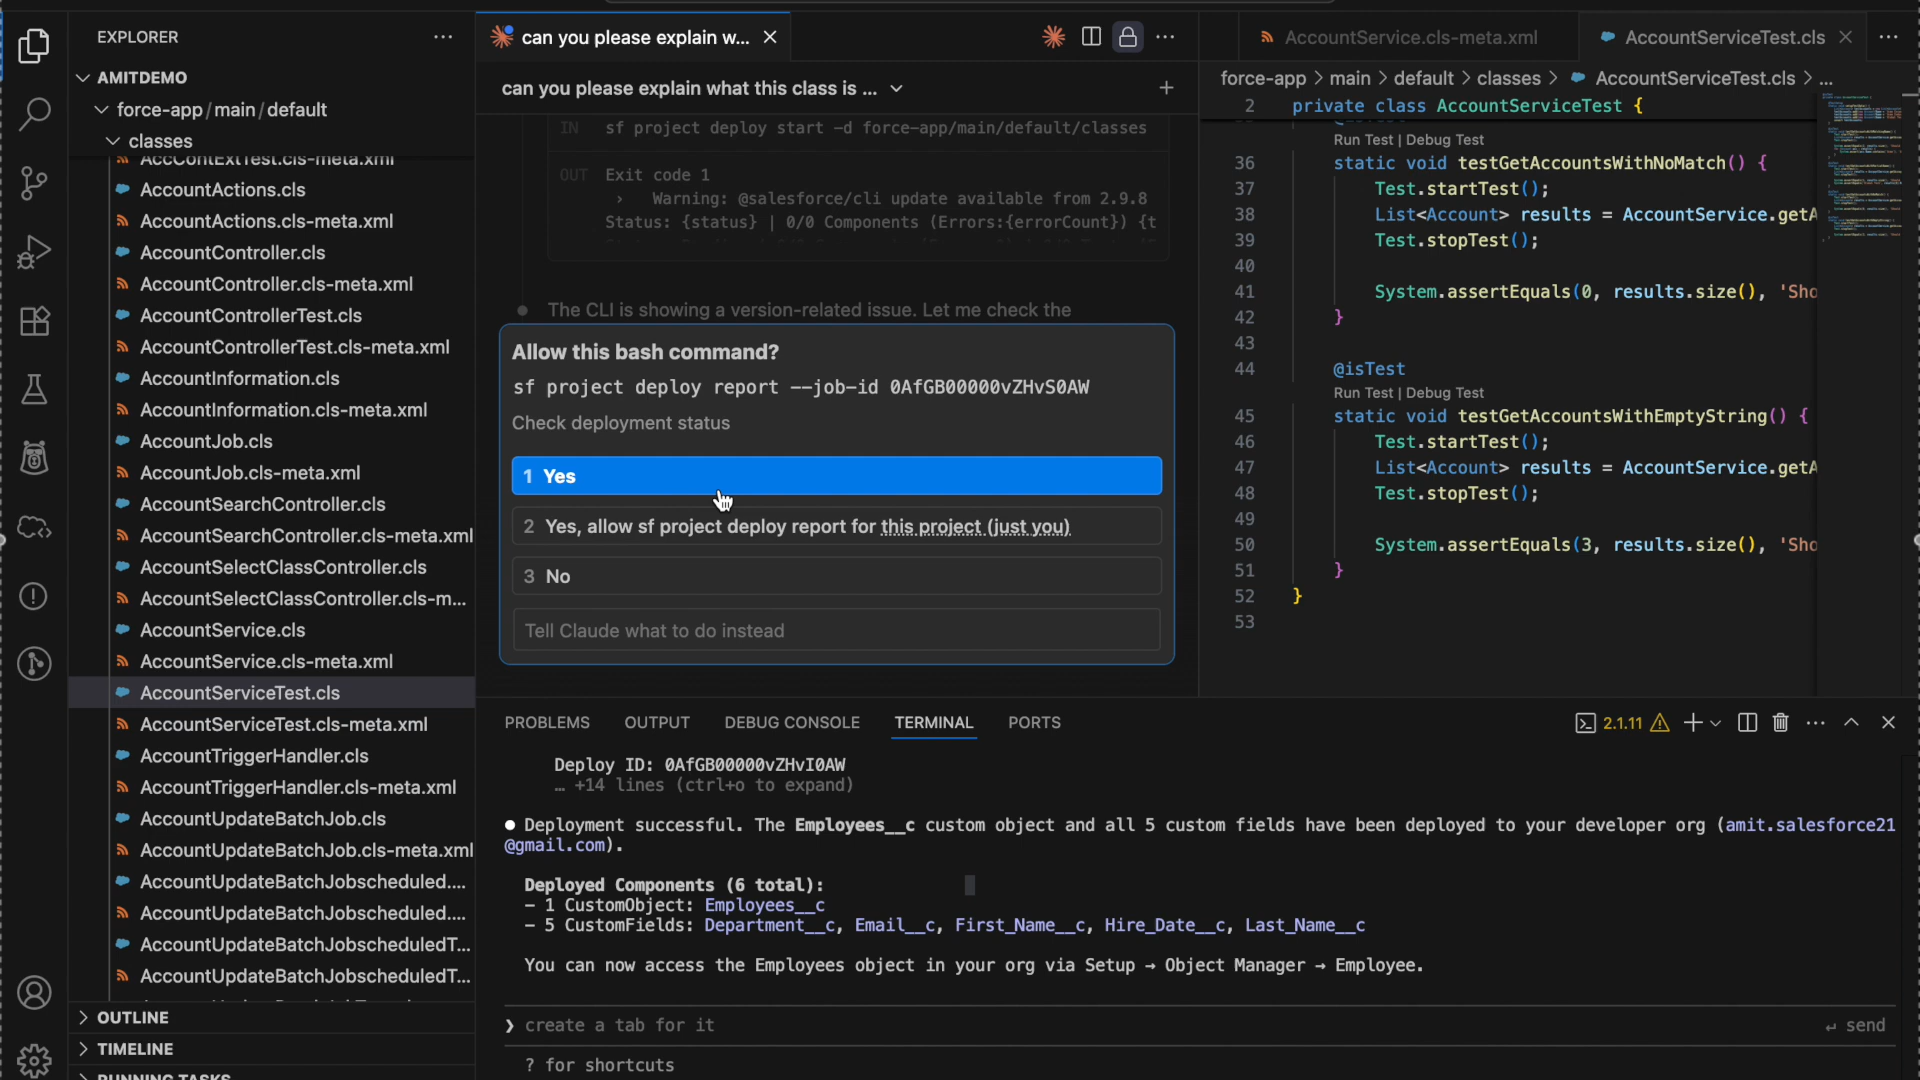 EXPLORER
AMITDEMO
force-app/main/default
classes
AccContExtTest.cls-meta.xml
AccountActions.cls
AccountActions.cls-meta.xml
AccountController.cls
AccountController.cls-meta.xml
AccountControllerTest.cls
AccountControllerTest.cls-meta.xml
AccountInformation.cls
AccountInformation.cls-meta.xml
AccountJob.cls
AccountJob.cls-meta.xml
AccountSearchController.cls
AccountSearchController.cls-meta.xml
AccountSelectClassController.cls
AccountSelectClassController.cls-m...
AccountService.cls
AccountService.cls-meta.xml
AccountServiceTest.cls
AccountServiceTest.cls-meta.xml
AccountTriggerHandler.cls
AccountTriggerHandler.cls-meta.xml
AccountUpdateBatchJob.cls
AccountUpdateBatchJob.cls-meta.xml
AccountUpdateBatchJobscheduled....
AccountUpdateBatchJobscheduled....
AccountUpdateBatchJobscheduledT...
AccountUpdateBatchJobscheduledT...
OUTLINE
TIMELINE
RUNNING TASKS
can you please explain w...
can you please explain what this class is ...
IN sf project deploy start -d force-app/main/default/classes
OUT Exit code 1
› Warning: @salesforce/cli update available from 2.9.8
Status: {status} | 0/0 Components (Errors:{errorCount}) {t
The CLI is showing a version-related issue. Let me check the
Allow this bash command?
sf project deploy report --job-id 0AfGB00000vZHvS0AW
Check deployment status
1 Yes
2 Yes, allow sf project deploy report for this project (just you)
3 No
Tell Claude what to do instead
AccountService.cls-meta.xml
AccountServiceTest.cls
force-app > main > default > classes > AccountServiceTest.cls > ...
2 private class AccountServiceTest {
Run Test | Debug Test
36 static void testGetAccountsWithNoMatch() {
37 Test.startTest();
38 List<Account> results = AccountService.getA
39 Test.stopTest();
40
41 System.assertEquals(0, results.size(), 'Sho
42 }
43
44 @isTest
Run Test | Debug Test
45 static void testGetAccountsWithEmptyString() {
46 Test.startTest();
47 List<Account> results = AccountService.getA
48 Test.stopTest();
49
50 System.assertEquals(3, results.size(), 'Sho
51 }
52 }
53
PROBLEMS OUTPUT DEBUG CONSOLE TERMINAL PORTS
2.1.11
Deploy ID: 0AfGB00000vZHvI0AW
… +14 lines (ctrl+o to expand)
Deployment successful. The Employees__c custom object and all 5 custom fields have been deployed to your developer org (amit.salesforce21
@gmail.com).
Deployed Components (6 total):
- 1 CustomObject: Employees__c
- 5 CustomFields: Department__c, Email__c, First_Name__c, Hire_Date__c, Last_Name__c
You can now access the Employees object in your org via Setup → Object Manager → Employee.
❯ create a tab for it
↵ send
? for shortcuts